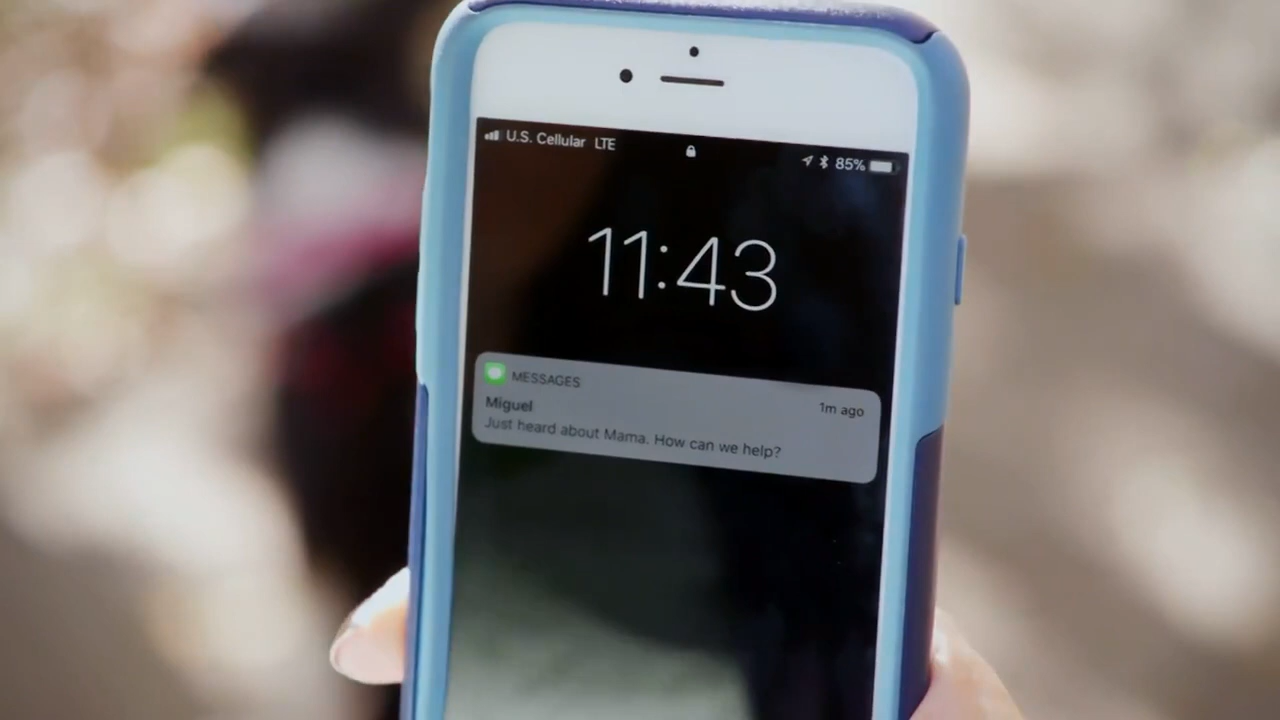 U.S. Cellular LTE 85%
11:43
MESSAGES
Miguel 1m ago
Just heard about Mama. How can we help?